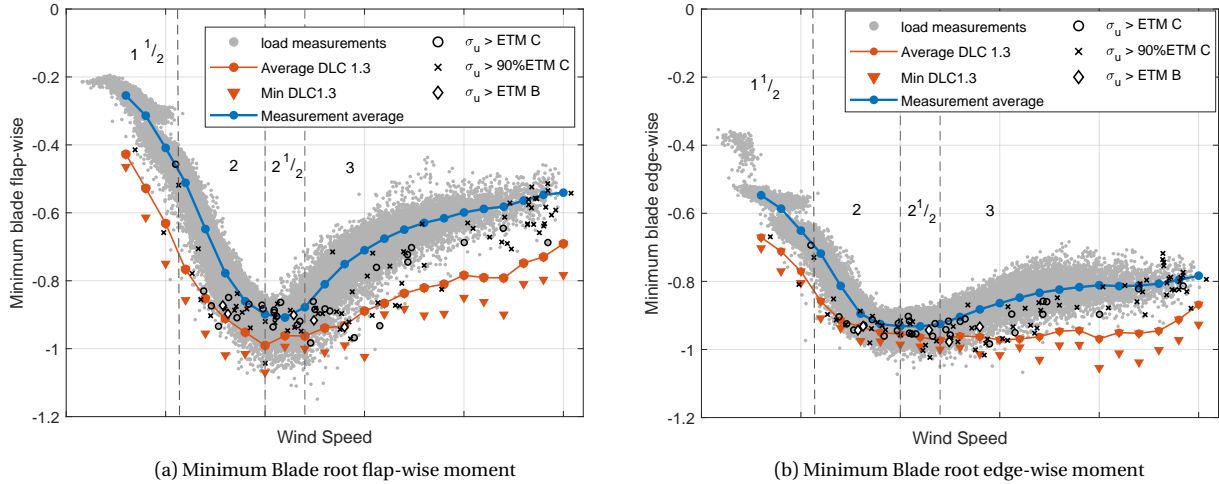 0
-0.2
-0.4
-0.6
-0.8
-1
-1.2
Minimum blade flap-wise
Wind Speed
1 1/2
2
2 1/2
3
load measurements
Average DLC 1.3
Min DLC1.3
Measurement average
σu > ETM C
σu > 90%ETM C
σu > ETM B
(a) Minimum Blade root flap-wise moment
0
-0.2
-0.4
-0.6
-0.8
-1
-1.2
Minimum blade edge-wise
Wind Speed
1 1/2
2
2 1/2
3
load measurements
Average DLC 1.3
Min DLC1.3
Measurement average
σu > ETM C
σu > 90%ETM C
σu > ETM B
(b) Minimum Blade root edge-wise moment